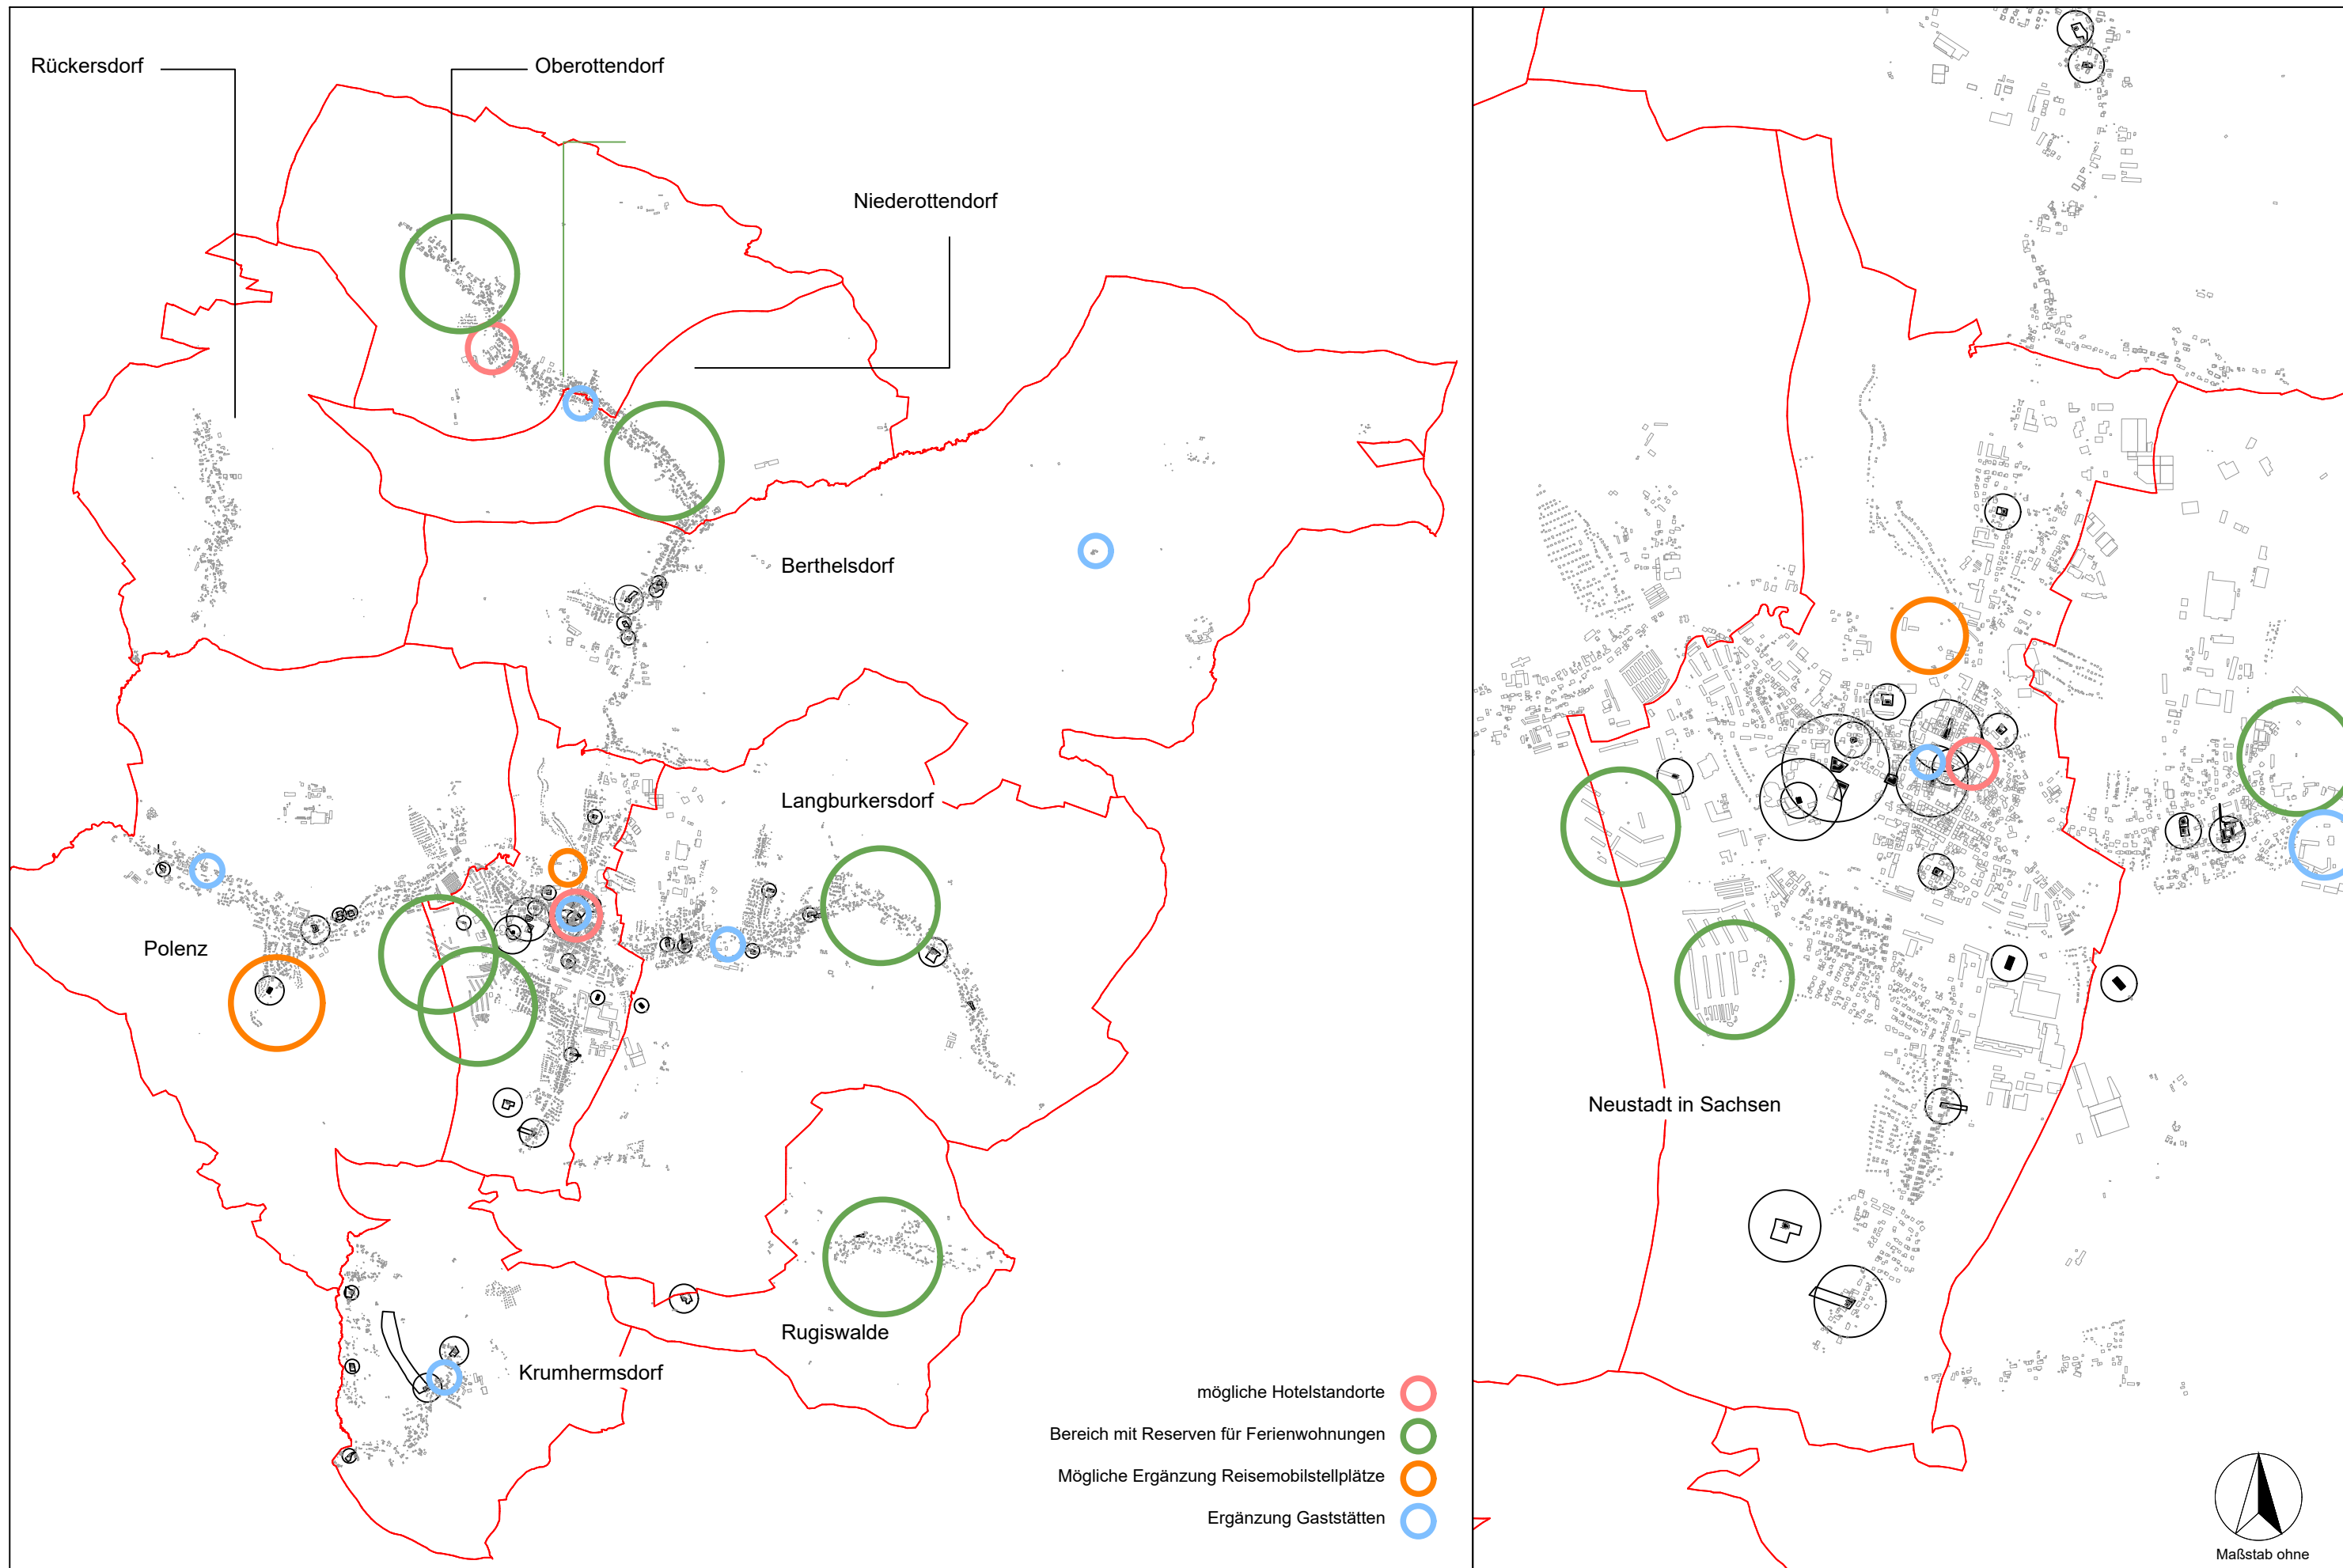 Rückersdorf
Oberottendorf
Niederottendorf
Berthelsdorf
Langburkersdorf
Polenz
Neustadt in Sachsen
Rugiswalde
Krumhermsdorf
mögliche Hotelstandorte
Bereich mit Reserven für Ferienwohnungen
Mögliche Ergänzung Reisemobilstellplätze
Ergänzung Gaststätten
Maßstab ohne